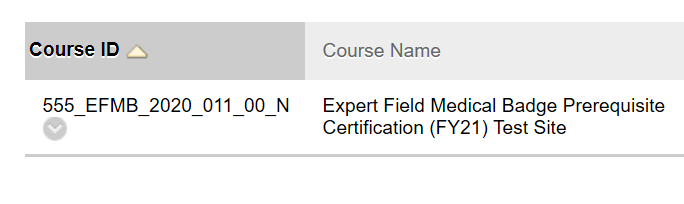 Course ID Course Name
555_EFMB_2020_011_00_N Expert Field Medical Badge Prerequisite
Certification (FY21) Test Site